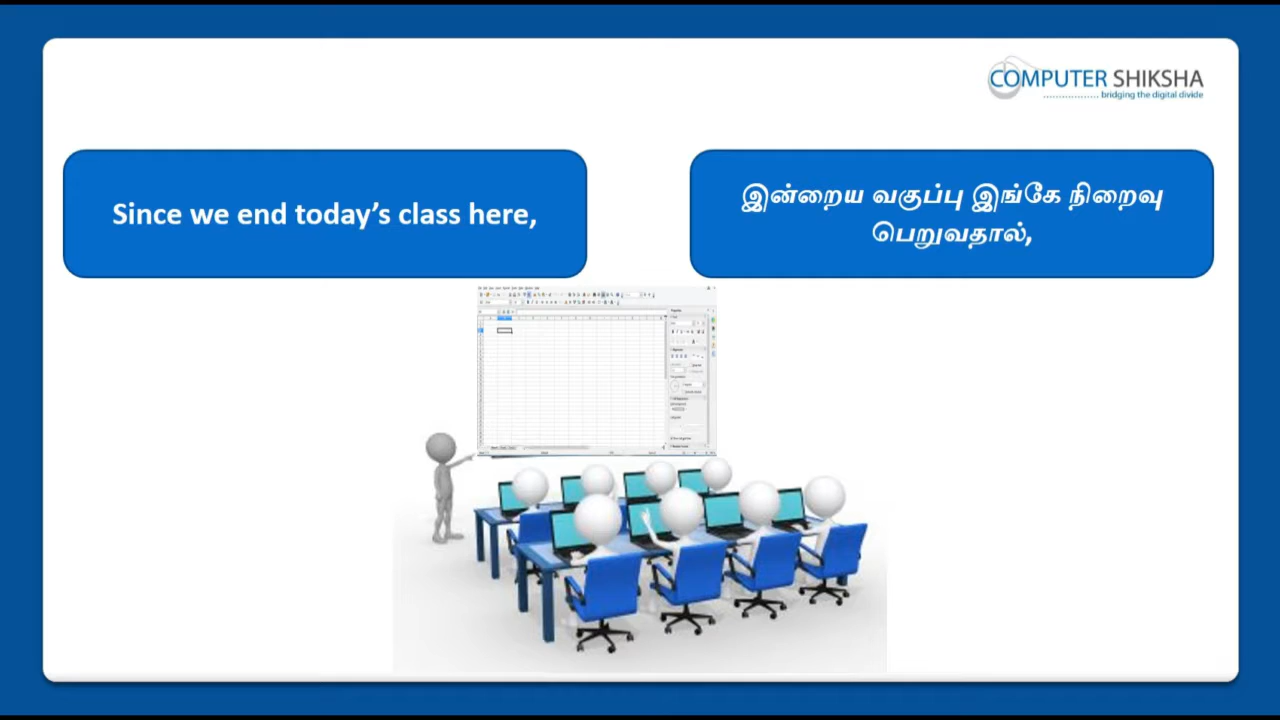 COMPUTER SHIKSHA
bridging the digital divide
Since we end today's class here,
இன்றைய வகுப்பு இங்கே நிறைவு
பெறுவதால்,